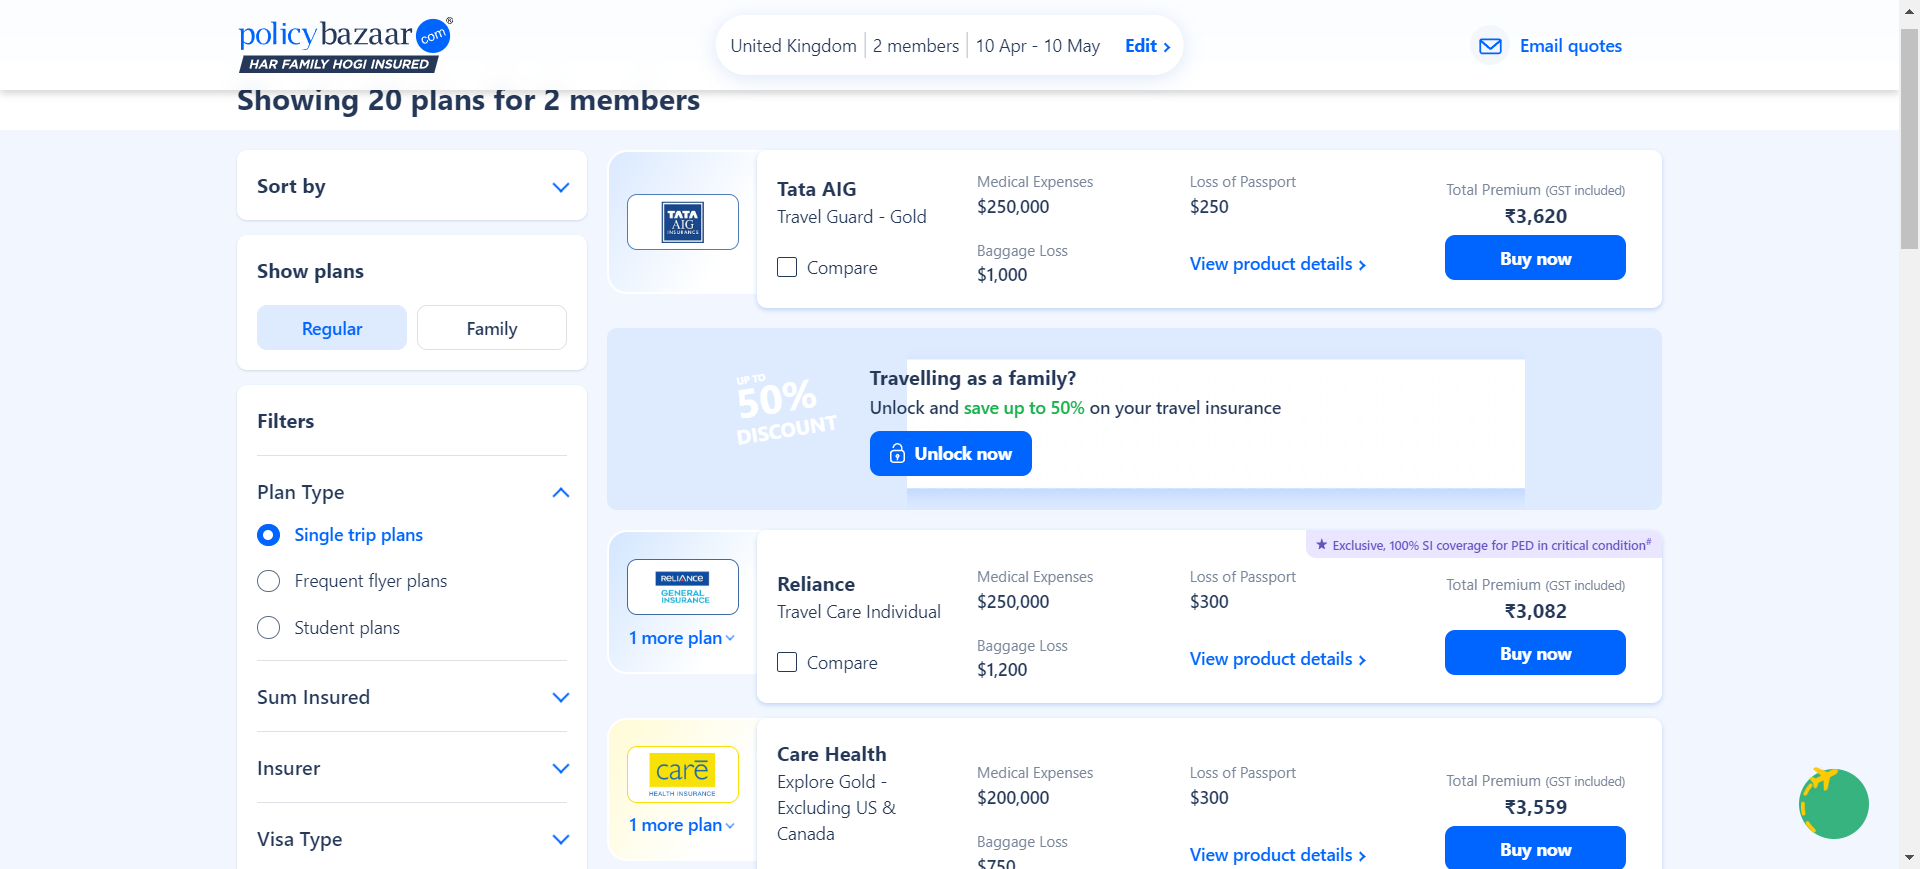 policybazaar.com®
HAR FAMILY HOGI INSURED
United Kingdom 2 members 10 Apr - 10 May Edit
Email quotes
Showing 20 plans for 2 members
Sort by
Show plans
Regular Family
Filters
Plan Type
Single trip plans
Frequent flyer plans
Student plans
Sum Insured
Insurer
Visa Type
TATA
AIG
INSURANCE
Tata AIG
Travel Guard - Gold
Compare
Medical Expenses
$250,000
Baggage Loss
$1,000
Loss of Passport
$250
View product details
Total Premium (GST included)
₹3,620
Buy now
UP TO
50%
DISCOUNT
Travelling as a family?
Unlock and save up to 50% on your travel insurance
Unlock now
★ Exclusive, 100% SI coverage for PED in critical condition#
RELIANCE
GENERAL
INSURANCE
1 more plan
Reliance
Travel Care Individual
Compare
Medical Expenses
$250,000
Baggage Loss
$1,200
Loss of Passport
$300
View product details
Total Premium (GST included)
₹3,082
Buy now
carē
HEALTH INSURANCE
1 more plan
Care Health
Explore Gold -
Excluding US &
Canada
Medical Expenses
$200,000
Baggage Loss
$750
Loss of Passport
$300
View product details
Total Premium (GST included)
₹3,559
Buy now